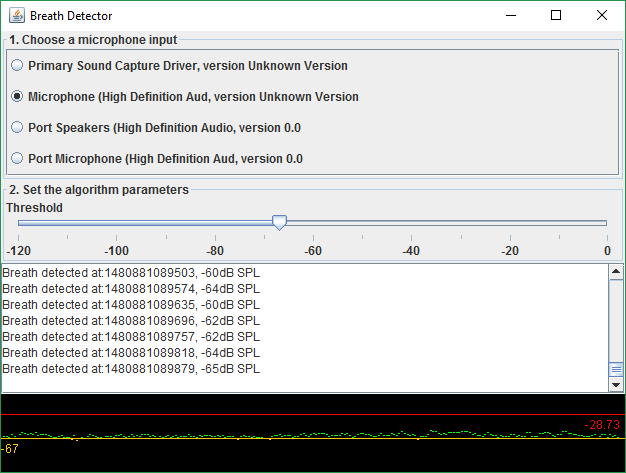 Breath Detector
1. Choose a microphone input
Primary Sound Capture Driver, version Unknown Version
Microphone (High Definition Aud, version Unknown Version
Port Speakers (High Definition Audio, version 0.0
Port Microphone (High Definition Aud, version 0.0
2. Set the algorithm parameters
Threshold
-120 -100 -80 -60 -40 -20 0
Breath detected at:1480881089503, -60dB SPL
Breath detected at:1480881089574, -64dB SPL
Breath detected at:1480881089635, -60dB SPL
Breath detected at:1480881089696, -62dB SPL
Breath detected at:1480881089757, -62dB SPL
Breath detected at:1480881089818, -64dB SPL
Breath detected at:1480881089879, -65dB SPL
-28.73
-67